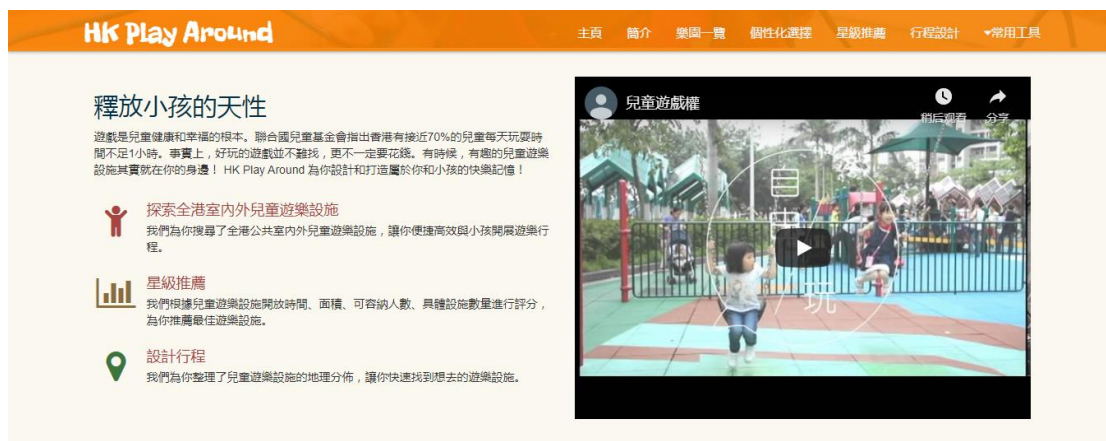 HK Play Around
主頁 簡介 樂園一覽 個性化選擇 星級推薦 行程設計 ▾常用工具
釋放小孩的天性
遊戲是兒童健康和幸福的根本。聯合國兒童基金會指出香港有接近70%的兒童每天玩耍時
間不足1小時。事實上，好玩的遊戲並不難找，更不一定要花錢。有時候，有趣的兒童遊樂
設施其實就在你的身邊！ HK Play Around 為你設計和打造屬於你和小孩的快樂記憶！
探索全港室內外兒童遊樂設施
我們為你搜尋了全港公共室內外兒童遊樂設施，讓你便捷高效與小孩開展遊樂行
程。
星級推薦
我們根據兒童遊樂設施開放時間、面積、可容納人數、具體設施數量進行評分，
為你推薦最佳遊樂設施。
設計行程
我們為你整理了兒童遊樂設施的地理分佈，讓你快速找到想去的遊樂設施。
兒童遊戲權
稍后观看 分享
自由
玩